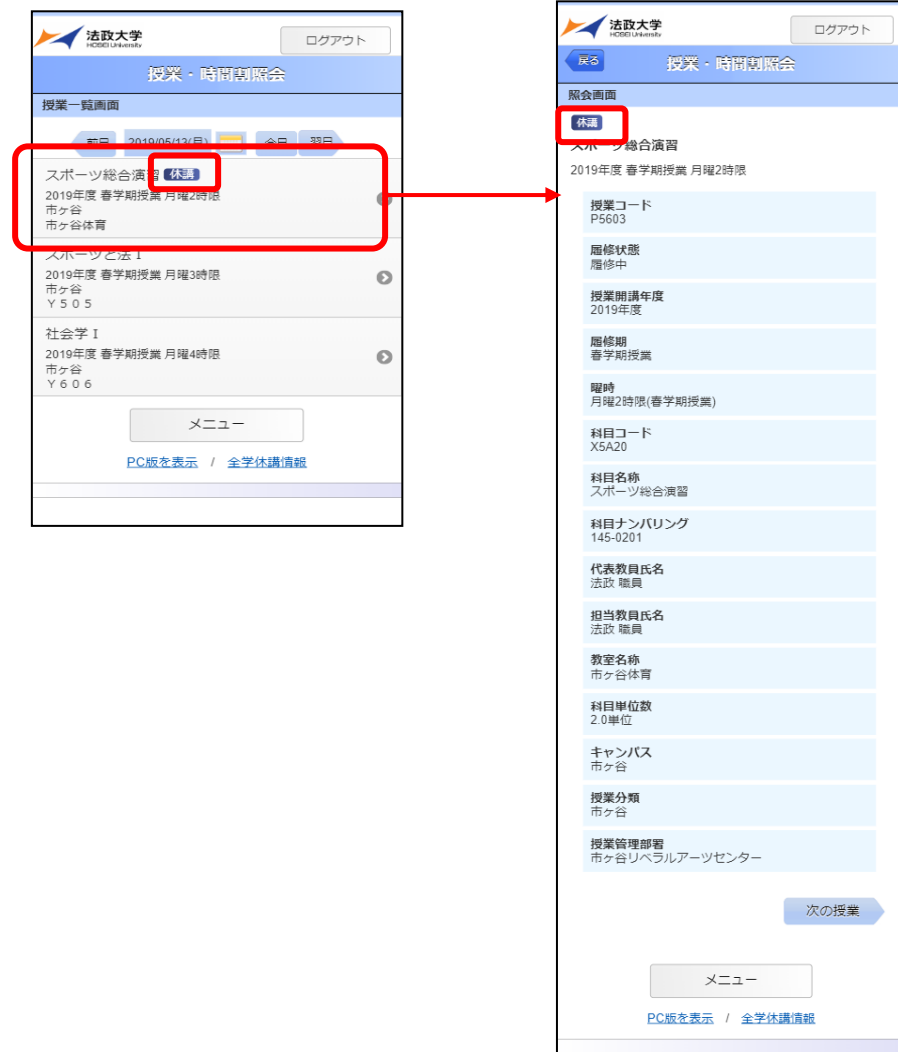 法政大学
HOSEI University
ログアウト
授業・時間割照会
授業一覧画面
前日 2019/05/13(月) 今日 翌日
スポーツ総合演習 休講
2019年度 春学期授業 月曜2時限
市ヶ谷
市ヶ谷体育
スポーツと法Ⅰ
2019年度 春学期授業 月曜3時限
市ヶ谷
Ｙ５０５
社会学Ⅰ
2019年度 春学期授業 月曜4時限
市ヶ谷
Ｙ６０６
メニュー
PC版を表示 / 全学休講情報
法政大学
HOSEI University
ログアウト
戻る 授業・時間割照会
照会画面
休講
スポーツ総合演習
2019年度 春学期授業 月曜2時限
授業コード
P5603
履修状態
履修中
授業開講年度
2019年度
履修期
春学期授業
曜時
月曜2時限(春学期授業)
科目コード
X5A20
科目名称
スポーツ総合演習
科目ナンバリング
145-0201
代表教員氏名
法政 職員
担当教員氏名
法政 職員
教室名称
市ヶ谷体育
科目単位数
2.0単位
キャンパス
市ヶ谷
授業分類
市ヶ谷
授業管理部署
市ヶ谷リベラルアーツセンター
次の授業
メニュー
PC版を表示 / 全学休講情報